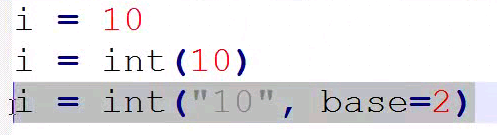 i = 10
i = int(10)
i = int("10", base=2)